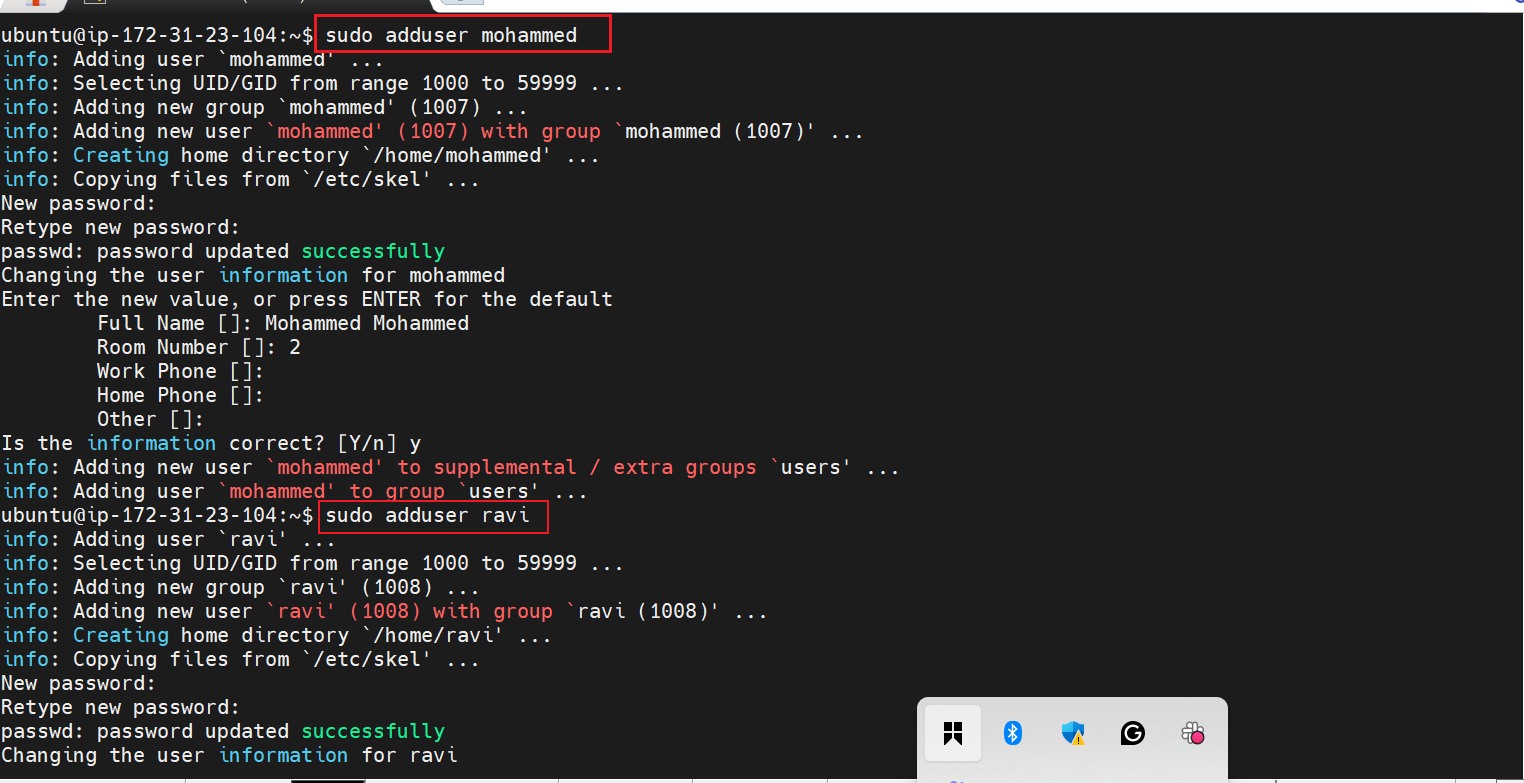 ubuntu@ip-172-31-23-104:~$ sudo adduser mohammed
info: Adding user `mohammed' ...
info: Selecting UID/GID from range 1000 to 59999 ...
info: Adding new group `mohammed' (1007) ...
info: Adding new user `mohammed' (1007) with group `mohammed (1007)' ...
info: Creating home directory `/home/mohammed' ...
info: Copying files from `/etc/skel' ...
New password:
Retype new password:
passwd: password updated successfully
Changing the user information for mohammed
Enter the new value, or press ENTER for the default
        Full Name []: Mohammed Mohammed
        Room Number []: 2
        Work Phone []:
        Home Phone []:
        Other []:
Is the information correct? [Y/n] y
info: Adding new user `mohammed' to supplemental / extra groups `users' ...
info: Adding user `mohammed' to group `users' ...
ubuntu@ip-172-31-23-104:~$ sudo adduser ravi
info: Adding user `ravi' ...
info: Selecting UID/GID from range 1000 to 59999 ...
info: Adding new group `ravi' (1008) ...
info: Adding new user `ravi' (1008) with group `ravi (1008)' ...
info: Creating home directory `/home/ravi' ...
info: Copying files from `/etc/skel' ...
New password:
Retype new password:
passwd: password updated successfully
Changing the user information for ravi